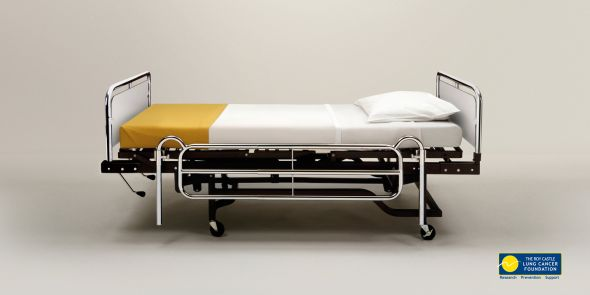 THE ROY CASTLE
LUNG CANCER
FOUNDATION
Research Prevention Support